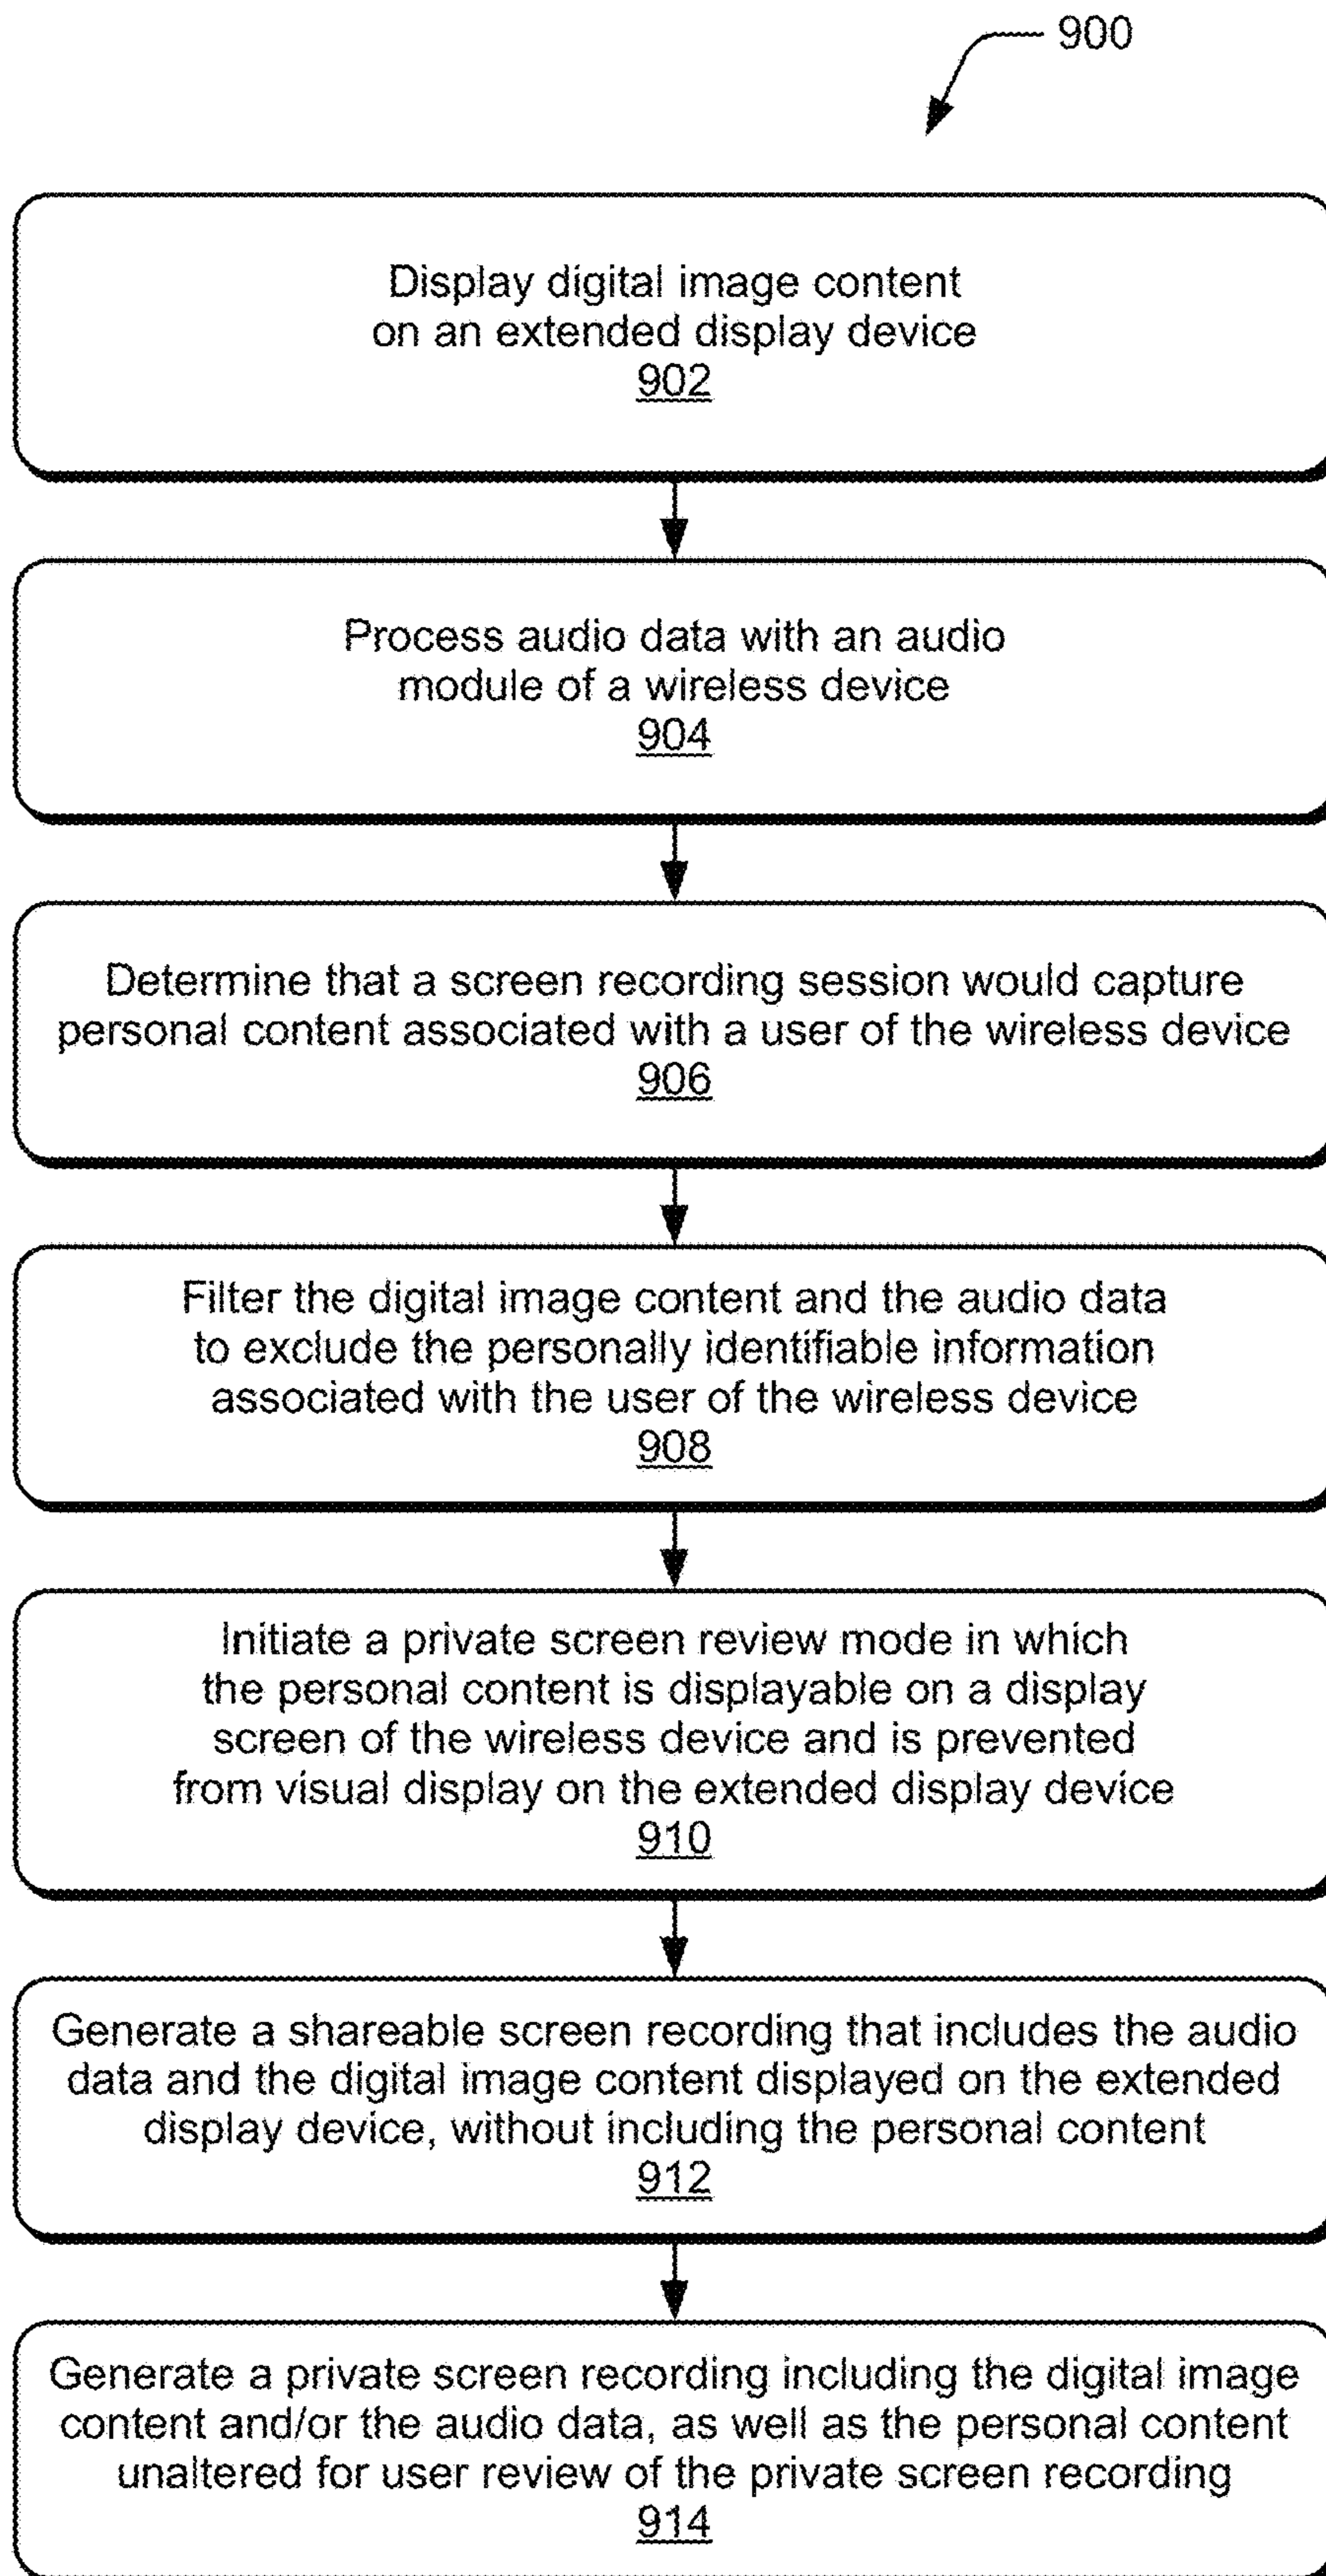 900
Display digital image content
on an extended display device
902
Process audio data with an audio
module of a wireless device
904
Determine that a screen recording session would capture
personal content associated with a user of the wireless device
906
Filter the digital image content and the audio data
to exclude the personally identifiable information
associated with the user of the wireless device
908
Initiate a private screen review mode in which
the personal content is displayable on a display
screen of the wireless device and is prevented
from visual display on the extended display device
910
Generate a shareable screen recording that includes the audio
data and the digital image content displayed on the extended
display device, without including the personal content
912
Generate a private screen recording including the digital image
content and/or the audio data, as well as the personal content
unaltered for user review of the private screen recording
914